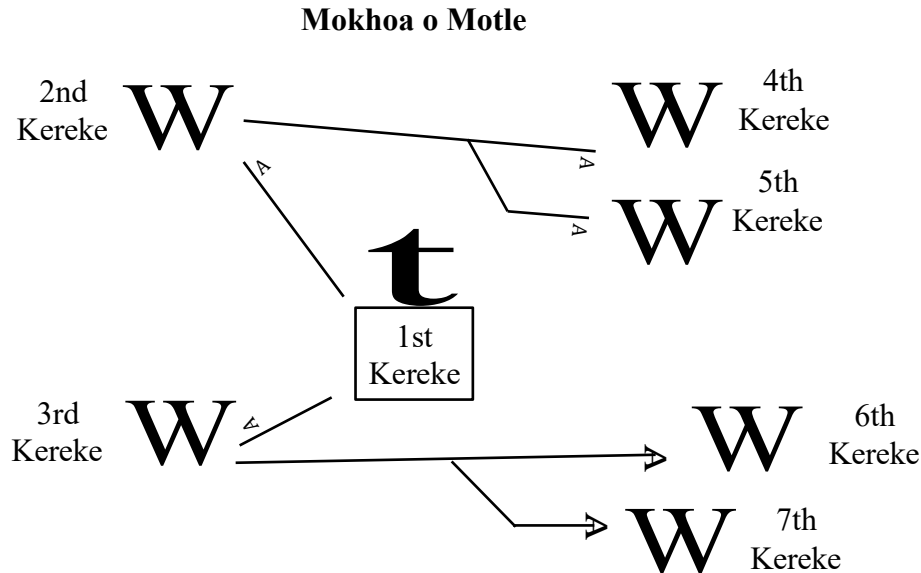 Mokhoa o Motle
2nd
Kereke
W
W
4th
Kereke
A
A
W
5th
Kereke
A
t
1st
Kereke
3rd
Kereke
W
A
A
W
6th
Kereke
A
W
7th
Kereke